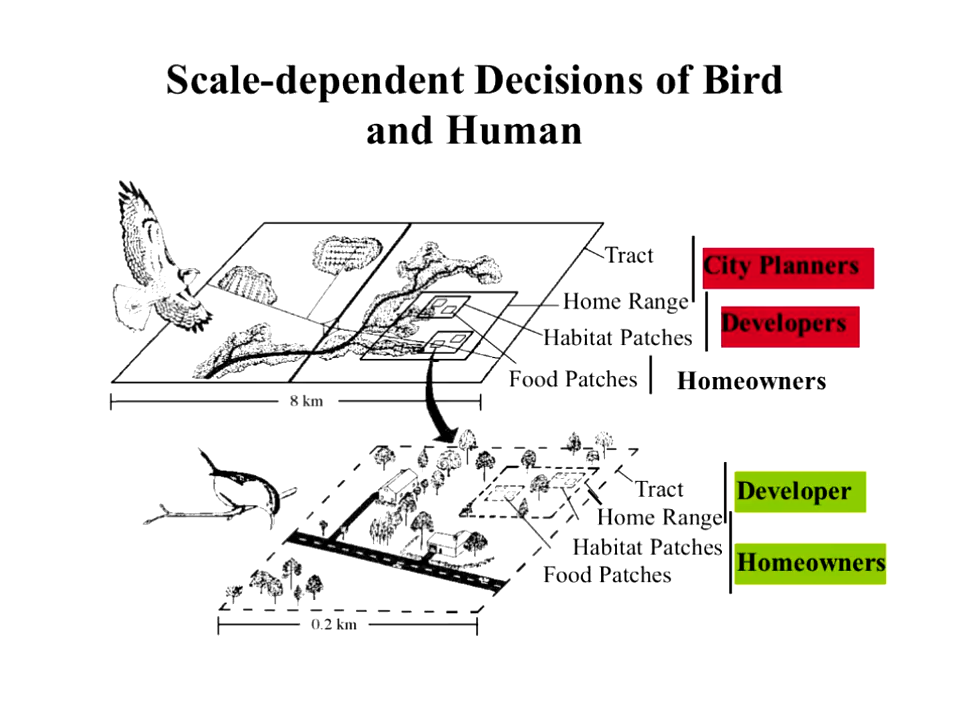 Scale-dependent Decisions of Bird
and Human
Tract
City Planners
Home Range
Developers
Habitat Patches
Food Patches
Homeowners
8 km
Tract
Developer
Home Range
Habitat Patches
Homeowners
Food Patches
0.2 km